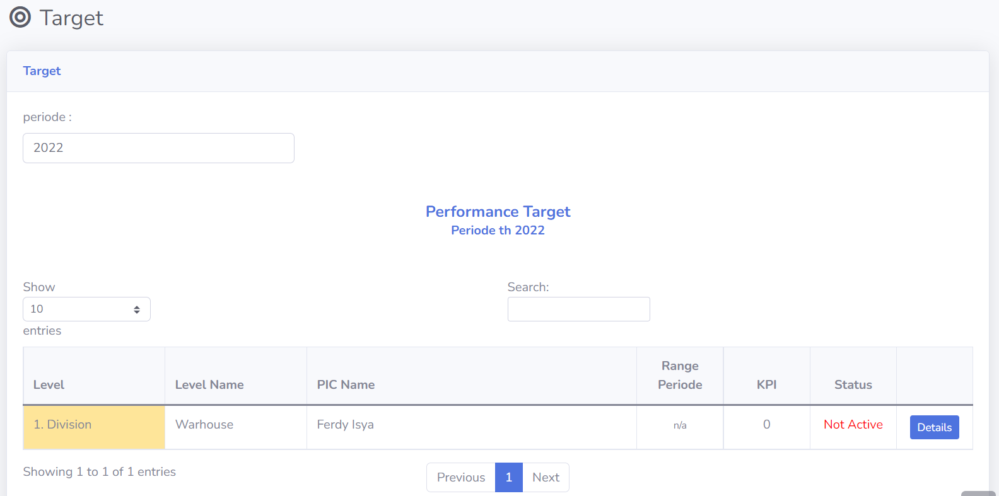 Target
Target
periode :
2022
Performance Target
Periode th 2022
Show
Search:
10
entries
Level
Level Name
PIC Name
Range
Periode
KPI
Status
1. Division
Warhouse
Ferdy Isya
n/a
0
Not Active
Details
Showing 1 to 1 of 1 entries
Previous
1
Next